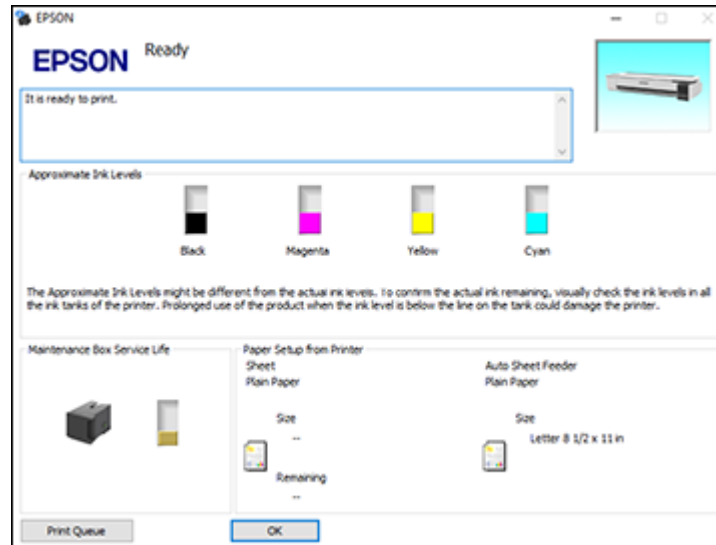 EPSON
EPSON
Ready
It is ready to print.
Approximate Ink Levels
Black
Magenta
Yellow
Cyan
The Approximate Ink Levels might be different from the actual ink levels. To confirm the actual ink remaining, visually check the ink levels in all
the ink tanks of the printer. Prolonged use of the product when the ink level is below the line on the tank could damage the printer.
Maintenance Box Service Life
Paper Setup from Printer
Sheet
Plain Paper
Size
--
Remaining
--
Auto Sheet Feeder
Plain Paper
Size
Letter 8 1/2 x 11 in
Print Queue
OK